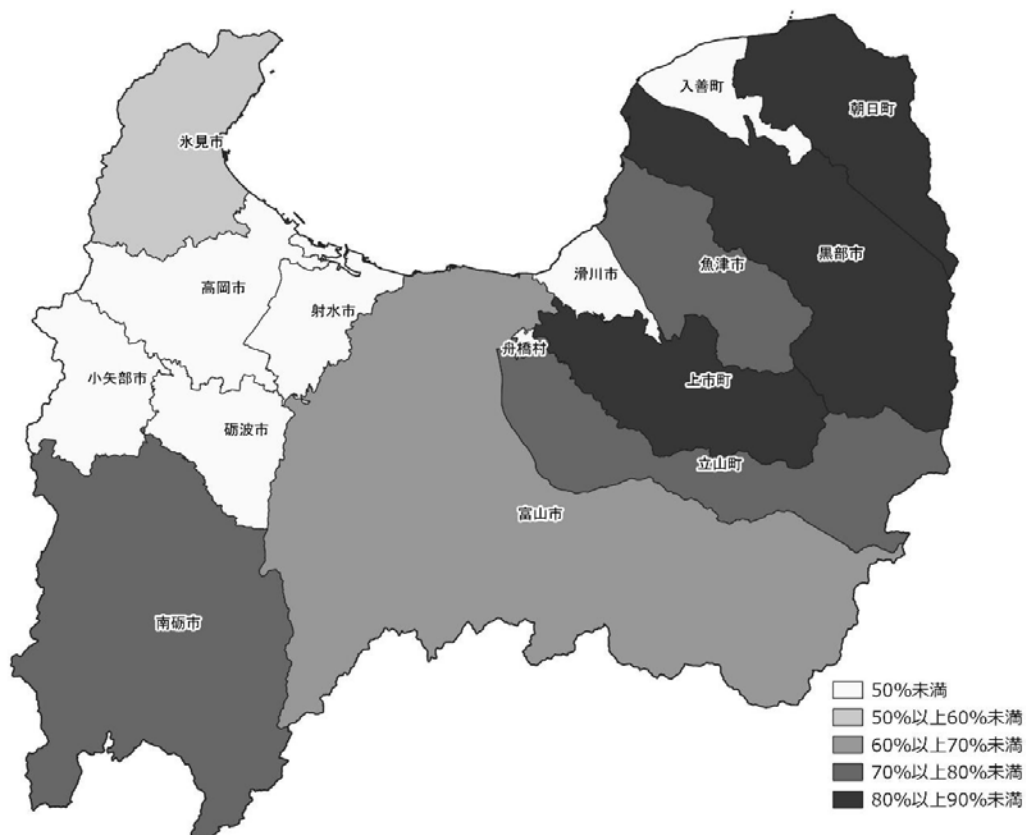 入善町
朝日町
氷見市
黒部市
魚津市
滑川市
高岡市
射水市
舟橋村
小矢部市
上市町
砺波市
立山町
富山市
南砺市
50%未満
50%以上60%未満
60%以上70%未満
70%以上80%未満
80%以上90%未満